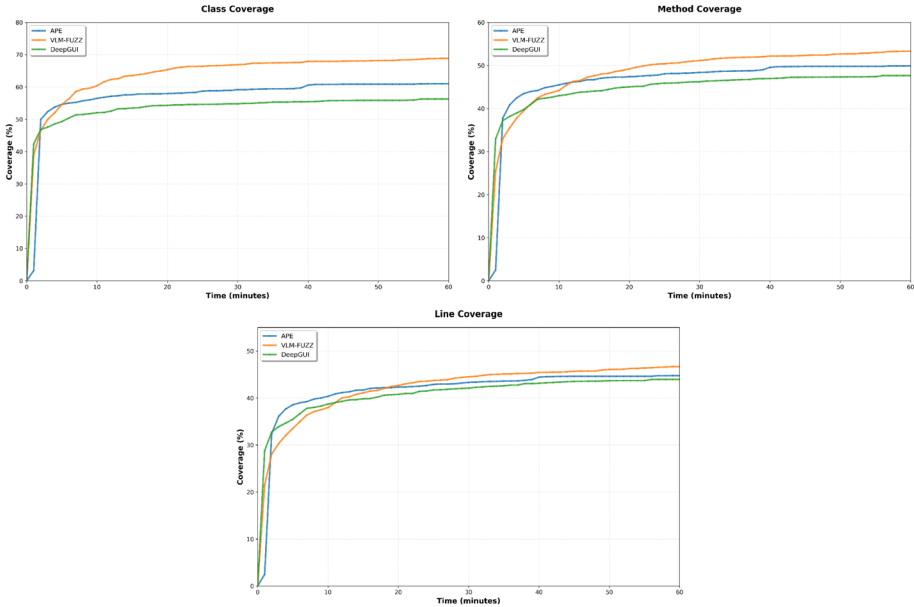 Class Coverage
APE
VLM-FUZZ
DeepGUI
Coverage (%)
80
70
60
50
40
30
20
10
0
0 10 20 30 40 50 60
Time (minutes)
Method Coverage
APE
VLM-FUZZ
DeepGUI
Coverage (%)
60
50
40
30
20
10
0
0 10 20 30 40 50 60
Time (minutes)
Line Coverage
APE
VLM-FUZZ
DeepGUI
Coverage (%)
50
40
30
20
10
0
0 10 20 30 40 50 60
Time (minutes)